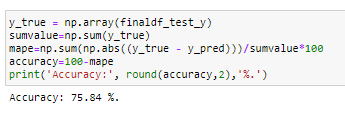 y_true = np.array(finaldf_test_y)
sumvalue=np.sum(y_true)
mape=np.sum(np.abs((y_true - y_pred)))/sumvalue*100
accuracy=100-mape
print('Accuracy:', round(accuracy,2),'%.')
Accuracy: 75.84 %.